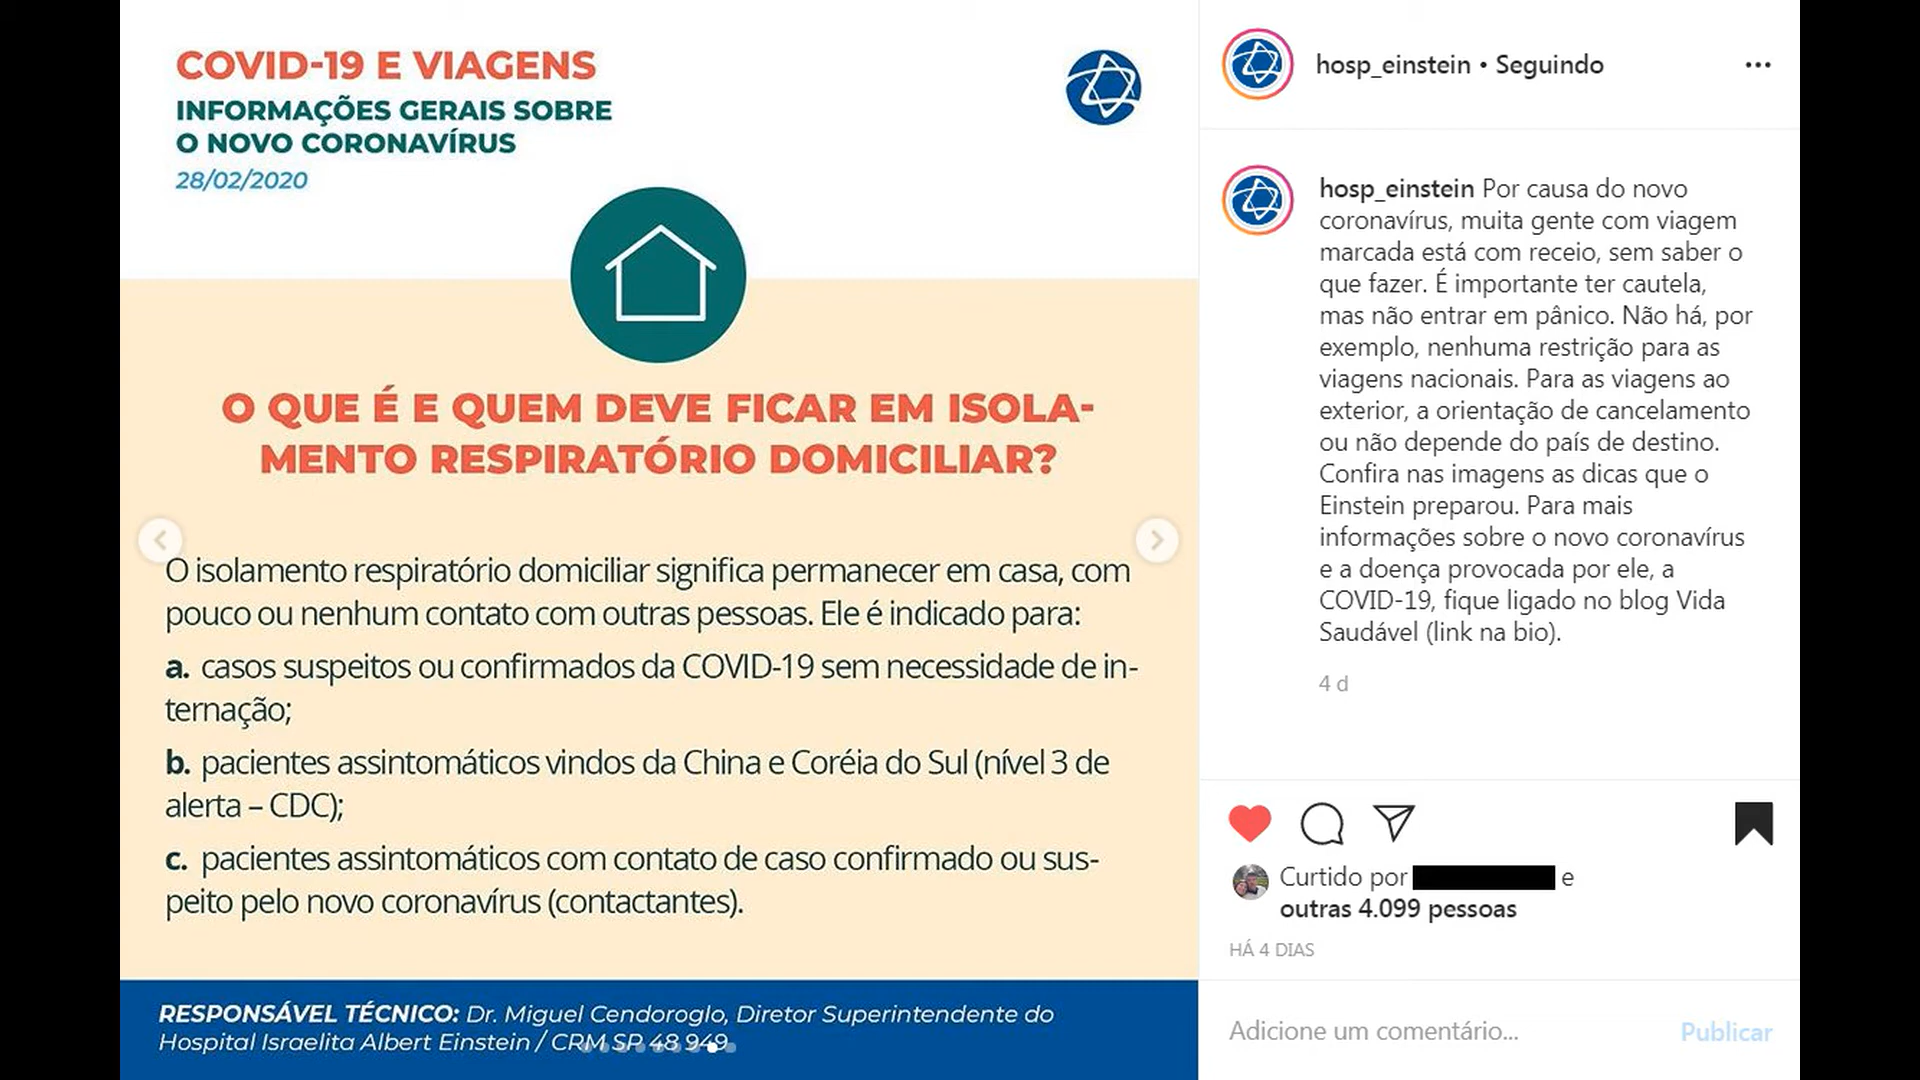 COVID-19 E VIAGENS
INFORMAÇÕES GERAIS SOBRE
O NOVO CORONAVÍRUS
28/02/2020
O QUE É E QUEM DEVE FICAR EM ISOLA-
MENTO RESPIRATÓRIO DOMICILIAR?
O isolamento respiratório domiciliar significa permanecer em casa, com
pouco ou nenhum contato com outras pessoas. Ele é indicado para:
a. casos suspeitos ou confirmados da COVID-19 sem necessidade de in-
ternação;
b. pacientes assintomáticos vindos da China e Coréia do Sul (nível 3 de
alerta – CDC);
c. pacientes assintomáticos com contato de caso confirmado ou sus-
peito pelo novo coronavírus (contactantes).
RESPONSÁVEL TÉCNICO: Dr. Miguel Cendoroglo, Diretor Superintendente do
Hospital Israelita Albert Einstein / CRM SP 48 949
hosp_einstein • Seguindo
hosp_einstein Por causa do novo
coronavírus, muita gente com viagem
marcada está com receio, sem saber o
que fazer. É importante ter cautela,
mas não entrar em pânico. Não há, por
exemplo, nenhuma restrição para as
viagens nacionais. Para as viagens ao
exterior, a orientação de cancelamento
ou não depende do país de destino.
Confira nas imagens as dicas que o
Einstein preparou. Para mais
informações sobre o novo coronavírus
e a doença provocada por ele, a
COVID-19, fique ligado no blog Vida
Saudável (link na bio).
4 d
Curtido por e
outras 4.099 pessoas
HÁ 4 DIAS
Adicione um comentário... Publicar